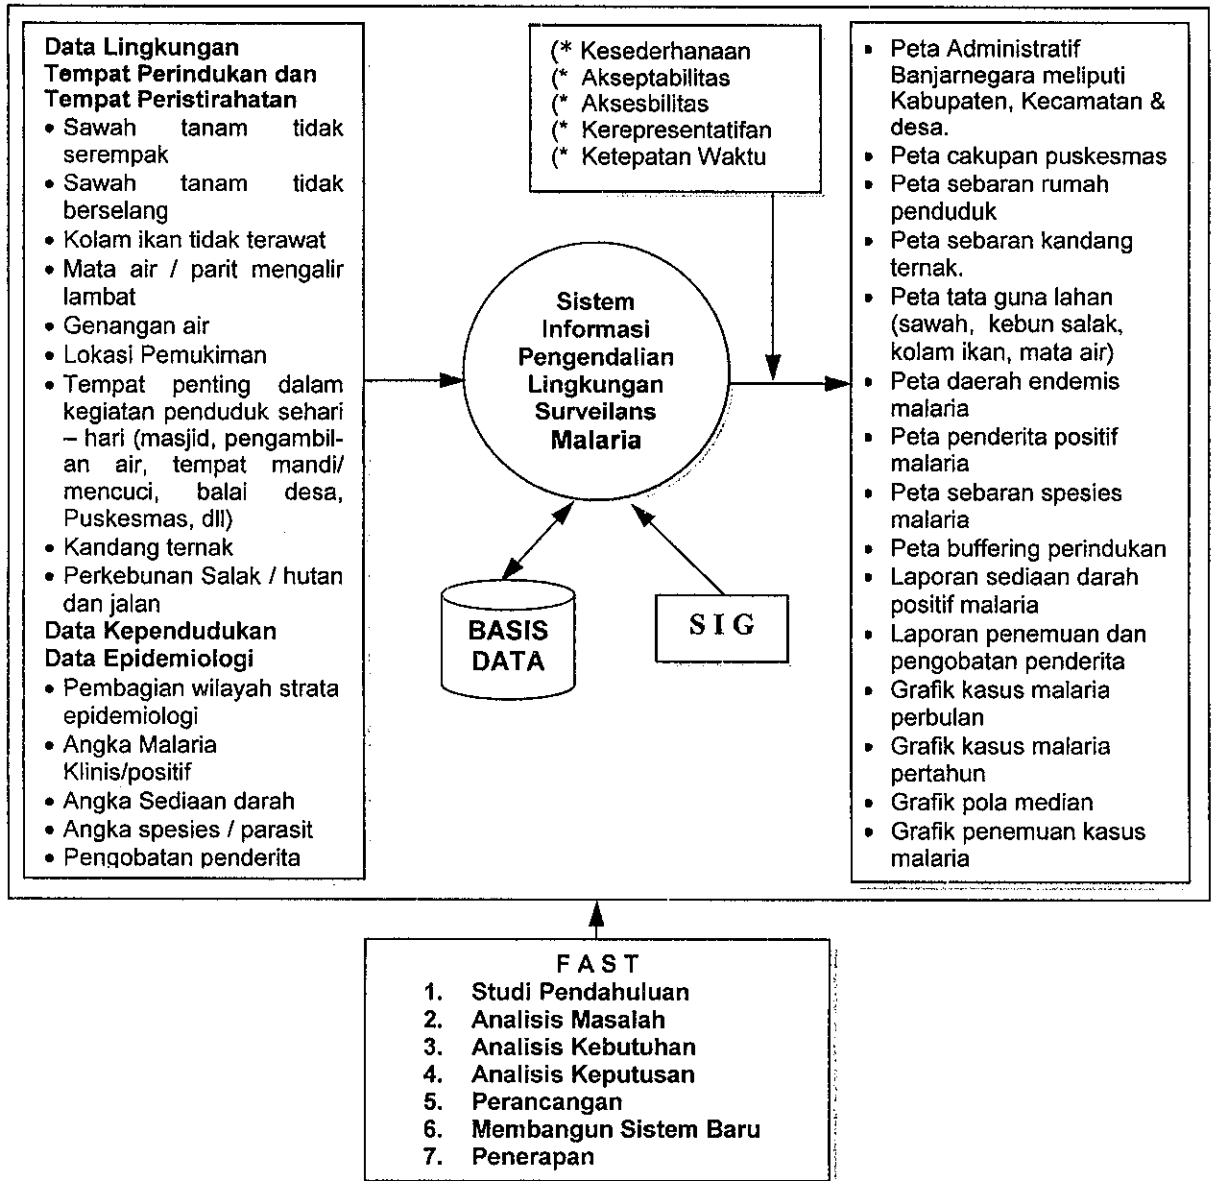 Data Lingkungan
Tempat Perindukan dan
Tempat Peristirahatan
• Sawah tanam tidak
serempak
• Sawah tanam tidak
berselang
• Kolam ikan tidak terawat
• Mata air / parit mengalir
lambat
• Genangan air
• Lokasi Pemukiman
• Tempat penting dalam
kegiatan penduduk sehari
– hari (masjid, pengambil-
an air, tempat mandi/
mencuci, balai desa,
Puskesmas, dll)
• Kandang ternak
• Perkebunan Salak / hutan
dan jalan
Data Kependudukan
Data Epidemiologi
• Pembagian wilayah strata
epidemiologi
• Angka Malaria
Klinis/positif
• Angka Sediaan darah
• Angka spesies / parasit
• Pengobatan penderita
(* Kesederhanaan
(* Akseptabilitas
(* Aksesbilitas
(* Kerepresentatifan
(* Ketepatan Waktu
Sistem
Informasi
Pengendalian
Lingkungan
Surveilans
Malaria
BASIS
DATA
S I G
• Peta Administratif
Banjarnegara meliputi
Kabupaten, Kecamatan &
desa.
• Peta cakupan puskesmas
• Peta sebaran rumah
penduduk
• Peta sebaran kandang
ternak.
• Peta tata guna lahan
(sawah, kebun salak,
kolam ikan, mata air)
• Peta daerah endemis
malaria
• Peta penderita positif
malaria
• Peta sebaran spesies
malaria
• Peta buffering perindukan
• Laporan sediaan darah
positif malaria
• Laporan penemuan dan
pengobatan penderita
• Grafik kasus malaria
perbulan
• Grafik kasus malaria
pertahun
• Grafik pola median
• Grafik penemuan kasus
malaria
F A S T
1. Studi Pendahuluan
2. Analisis Masalah
3. Analisis Kebutuhan
4. Analisis Keputusan
5. Perancangan
6. Membangun Sistem Baru
7. Penerapan